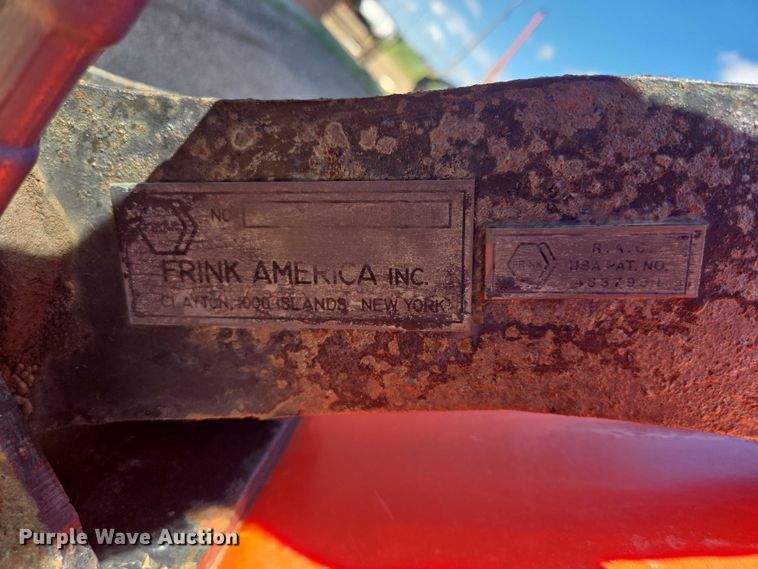 NO
FRINK AMERICA INC.
CLAYTON, 1000 ISLANDS, NEW YORK
R.A.C.
USA PAT. NO.
Purple Wave Auction